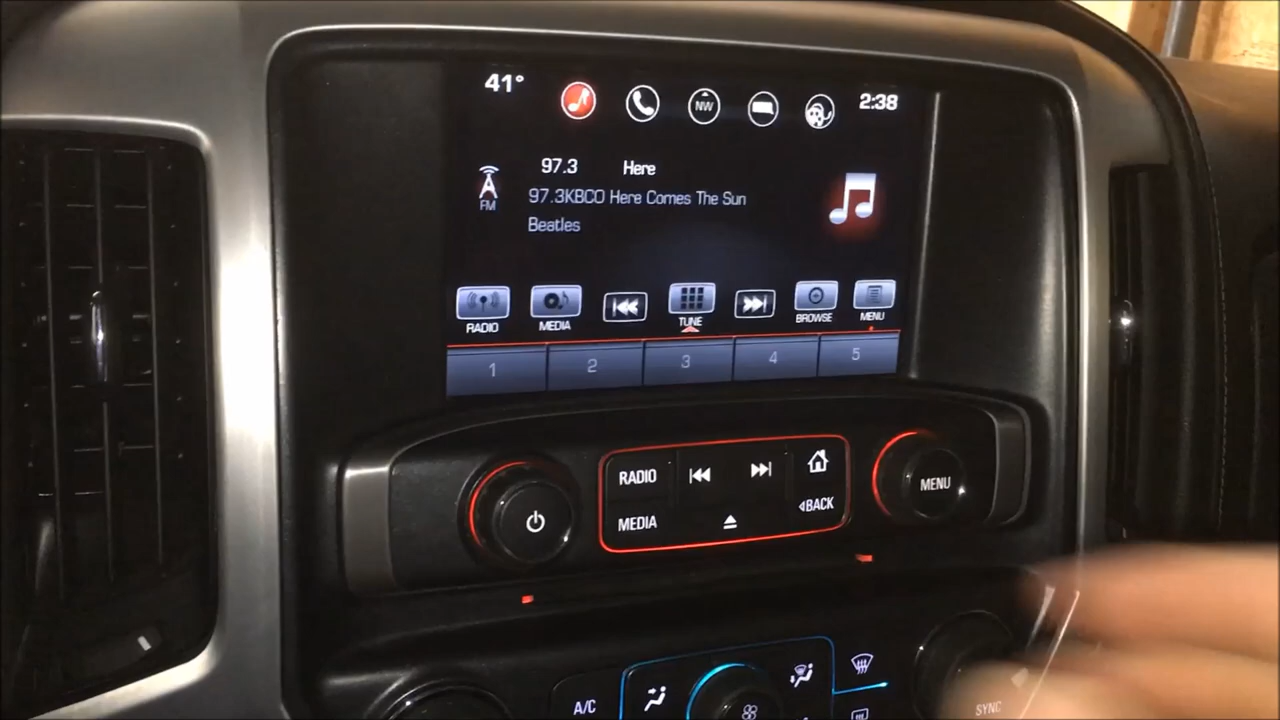 41° NW 2:38
97.3 Here
FM 97.3KBCO Here Comes The Sun
Beatles
RADIO MEDIA TUNE BROWSE MENU
1 2 3 4 5
RADIO
MENU
MEDIA BACK
A/C SYNC